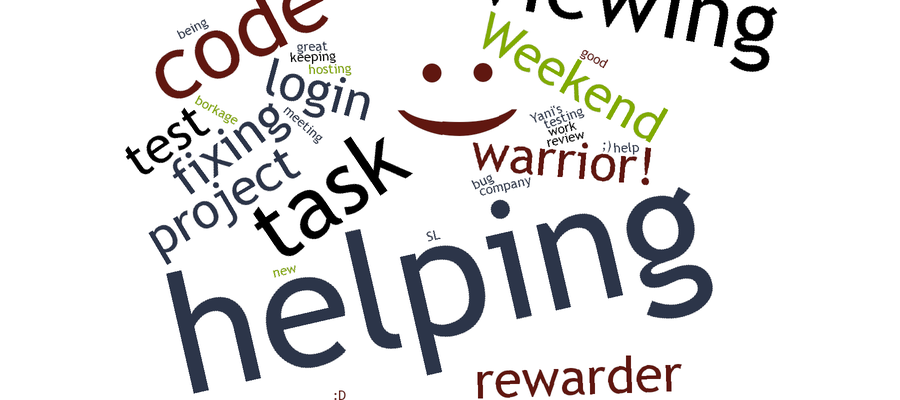 being
code
great
keeping
hosting
login
borkage
test
fixing
meeting
project
task
:)
Weekend
good
Yani's
testing
work
review
;) help
warrior!
bug
company
helping
SL
new
rewarder
:D